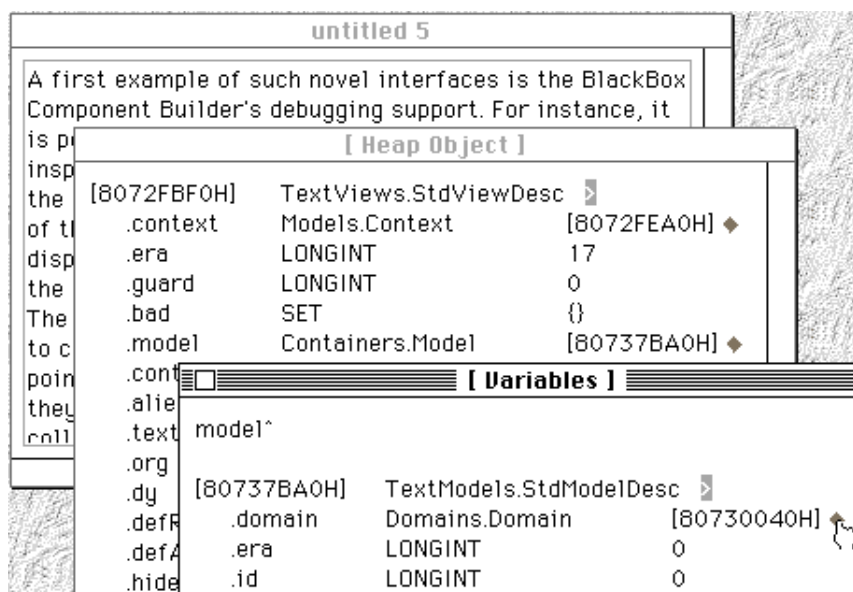 untitled 5
A first example of such novel interfaces is the BlackBox
Component Builder's debugging support. For instance, it
is
the
of
the
The
to
they
[ Heap Object ]
[8072FBF0H] TextViews.StdViewDesc
.context Models.Context [8072FEA0H]
.era LONGINT 17
.guard LONGINT 0
.bad SET {}
.model Containers.Model [80737BA0H]
.cont
.alie
.text
.org
.dy
.defR
.defA
.hide
[ Variables ]
model^
[80737BA0H] TextModels.StdModelDesc
.domain Domains.Domain [80730040H]
.era LONGINT 0
.id LONGINT 0